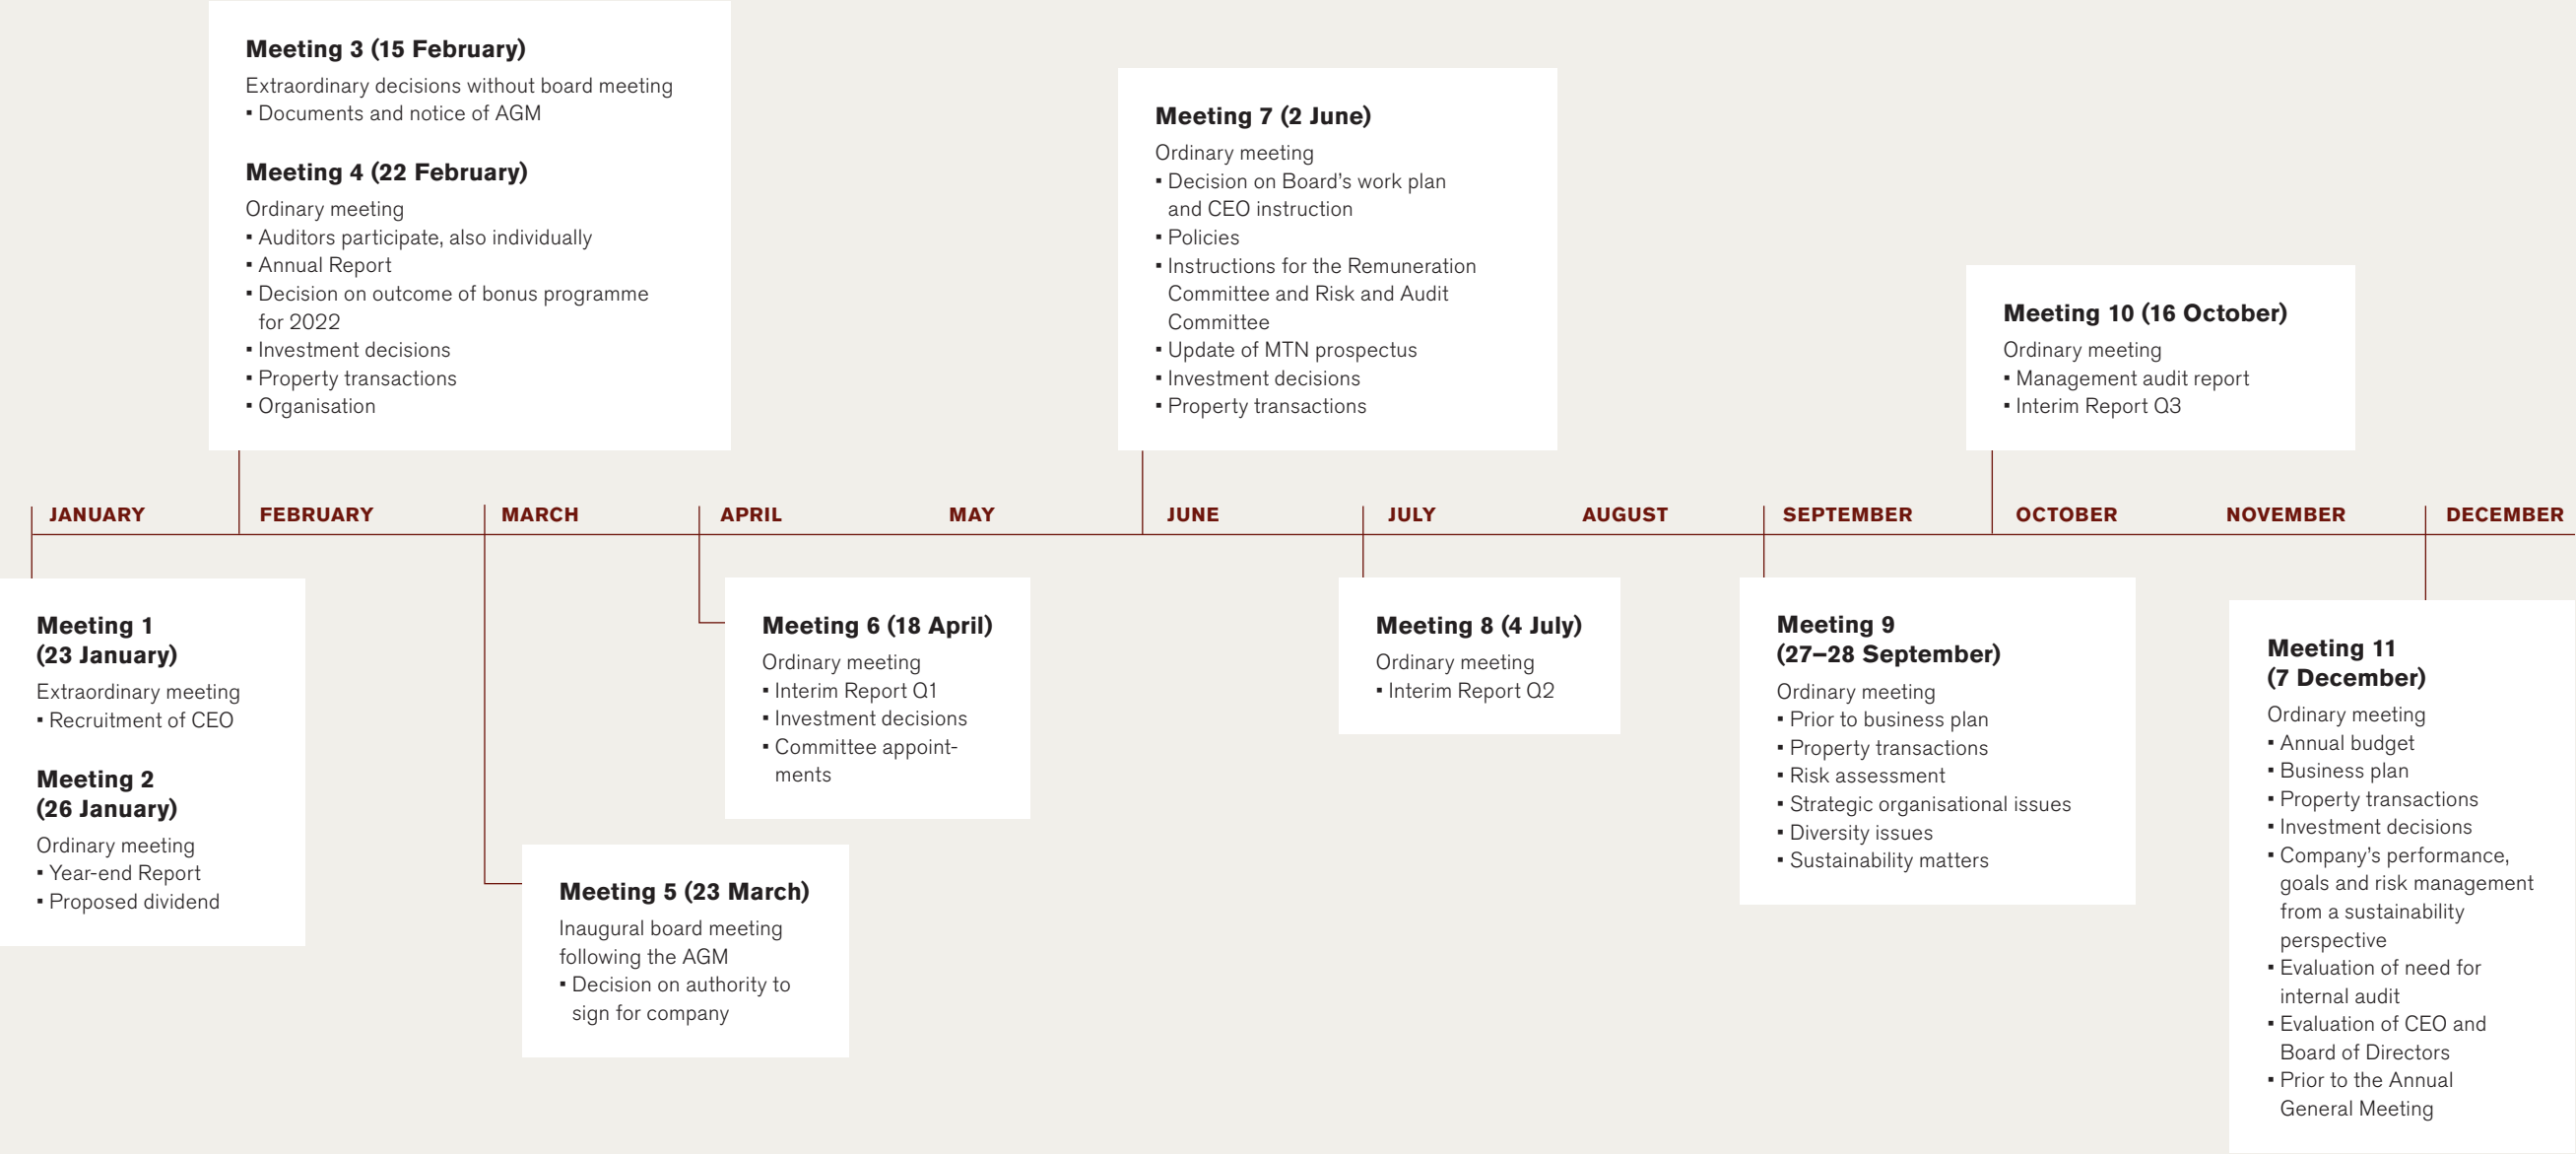 Meeting 3 (15 February)
Extraordinary decisions without board meeting
▪ Documents and notice of AGM
Meeting 4 (22 February)
Ordinary meeting
▪ Auditors participate, also individually
▪ Annual Report
▪ Decision on outcome of bonus programme
for 2022
▪ Investment decisions
▪ Property transactions
▪ Organisation
Meeting 7 (2 June)
Ordinary meeting
▪ Decision on Board’s work plan
and CEO instruction
▪ Policies
▪ Instructions for the Remuneration
Committee and Risk and Audit
Committee
▪ Update of MTN prospectus
▪ Investment decisions
▪ Property transactions
Meeting 10 (16 October)
Ordinary meeting
▪ Management audit report
▪ Interim Report Q3
JANUARY FEBRUARY MARCH APRIL MAY JUNE JULY AUGUST SEPTEMBER OCTOBER NOVEMBER DECEMBER
Meeting 1
(23 January)
Extraordinary meeting
▪ Recruitment of CEO
Meeting 2
(26 January)
Ordinary meeting
▪ Year-end Report
▪ Proposed dividend
Meeting 5 (23 March)
Inaugural board meeting
following the AGM
▪ Decision on authority to
sign for company
Meeting 6 (18 April)
Ordinary meeting
▪ Interim Report Q1
▪ Investment decisions
▪ Committee appoint-
ments
Meeting 8 (4 July)
Ordinary meeting
▪ Interim Report Q2
Meeting 9
(27–28 September)
Ordinary meeting
▪ Prior to business plan
▪ Property transactions
▪ Risk assessment
▪ Strategic organisational issues
▪ Diversity issues
▪ Sustainability matters
Meeting 11
(7 December)
Ordinary meeting
▪ Annual budget
▪ Business plan
▪ Property transactions
▪ Investment decisions
▪ Company’s performance,
goals and risk management
from a sustainability
perspective
▪ Evaluation of need for
internal audit
▪ Evaluation of CEO and
Board of Directors
▪ Prior to the Annual
General Meeting